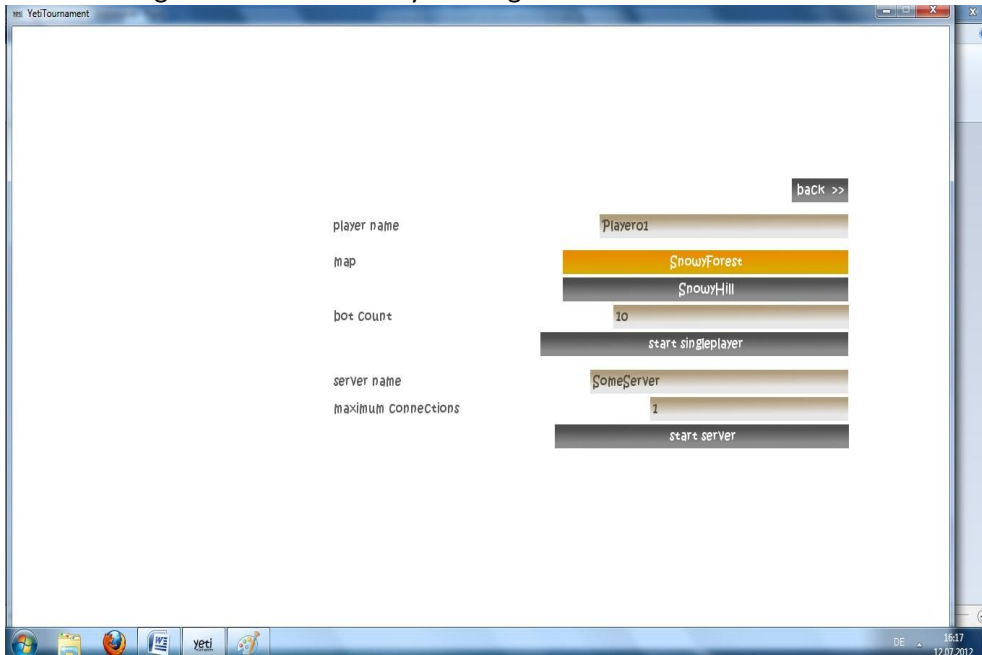 YetiTournament
back >>
player name Player01
map SnowyForest
SnowyHill
bot count 10
start singleplayer
server name SomeServer
maximum connections 1
start server
yeti DE 16:17
12.07.2012